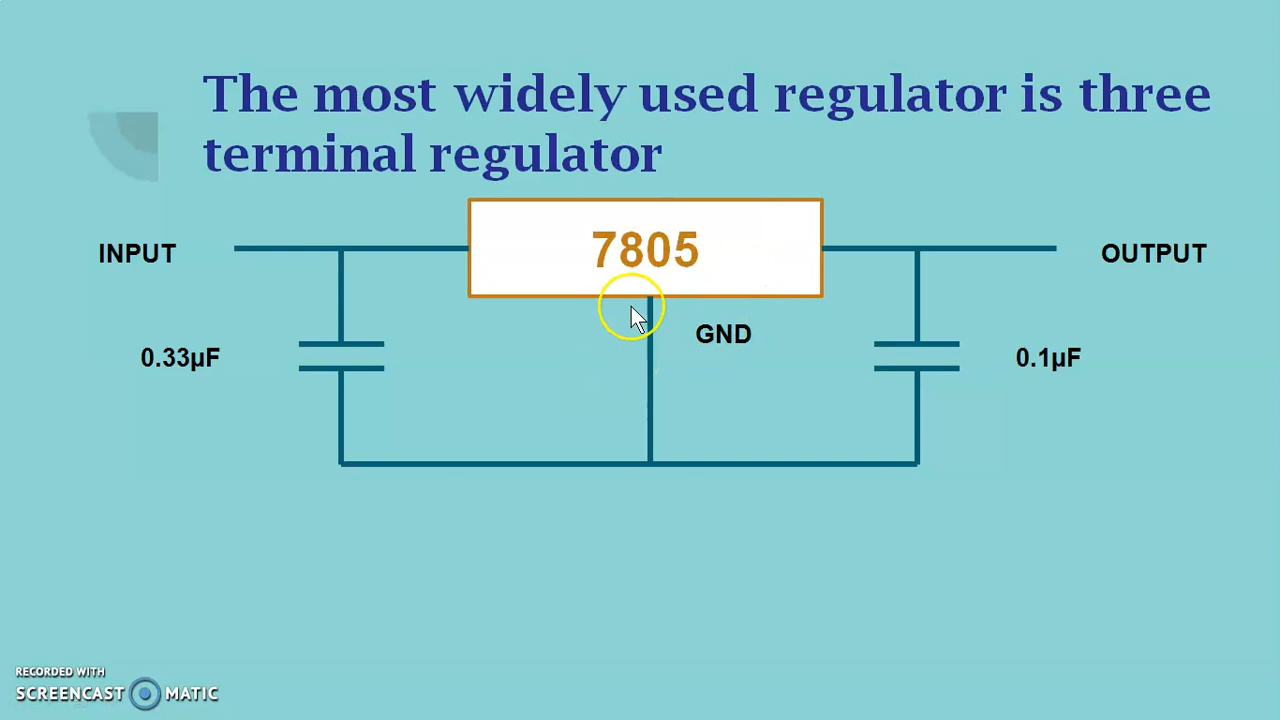 The most widely used regulator is three
terminal regulator
7805
INPUT
OUTPUT
GND
0.33µF
0.1µF
RECORDED WITH
SCREENCAST MATIC